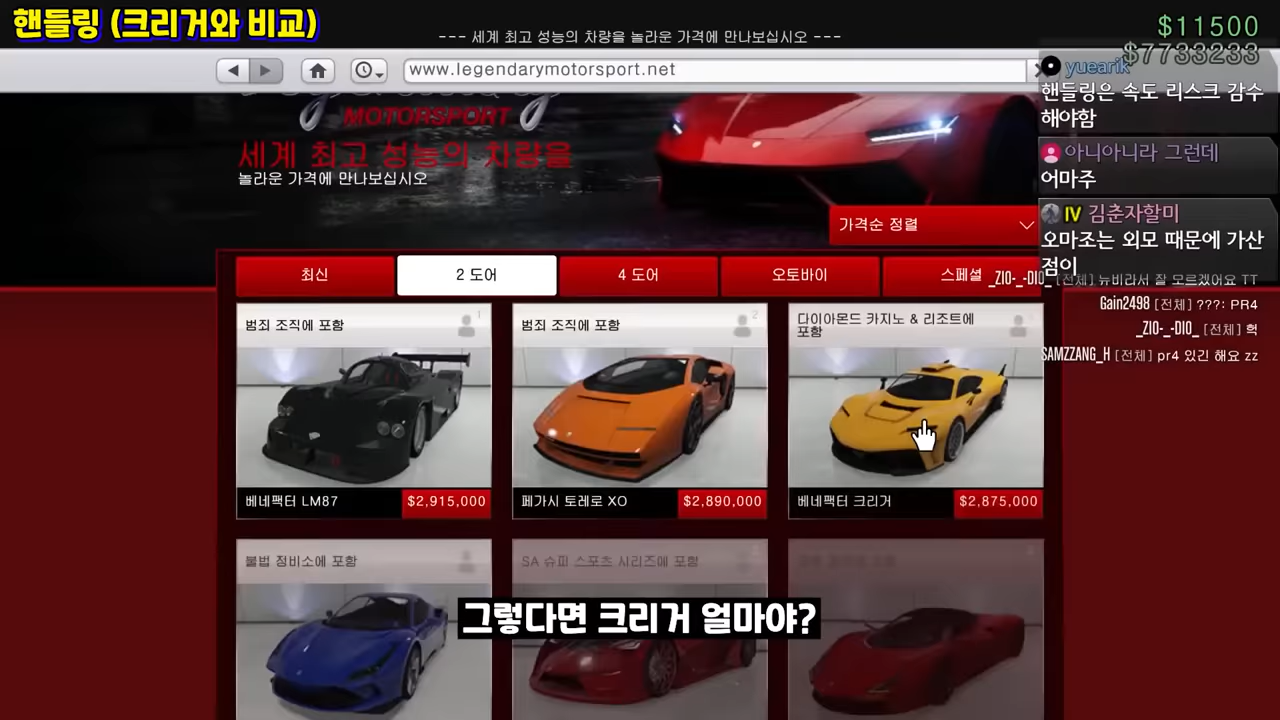 핸들링 (크리거와 비교)
--- 세계 최고 성능의 차량을 놀라운 가격에 만나보십시오 ---
$11500
$7733233
www.legendarymotorsport.net
yuearik
핸들링은 속도 리스크 감수
해야함
MOTORSPORT
아니아니라 그런데
어마주
세계 최고 성능의 차량을
놀라운 가격에 만나보십시오
IV 김춘자할미
오마조는 외모 때문에 가산
점이
가격순 정렬
최신
2 도어
4 도어
오토바이
스페셜
_ZIO-_-DIO_ [전체] 뉴비라서 잘 모르겠어요 TT
Gain2498 [전체] ???: PR4
_ZIO-_-DIO_ [전체] 헉
SAMZZANG_H [전체] pr4 있긴 해요 zz
범죄 조직에 포함
1
범죄 조직에 포함
2
다이아몬드 카지노 & 리조트에
포함
베네팩터 LM87
$2,915,000
페가시 토레로 XO
$2,890,000
베네팩터 크리거
$2,875,000
불법 정비소에 포함
SA 슈퍼 스포츠 시리즈에 포함
그렇다면 크리거 얼마야?